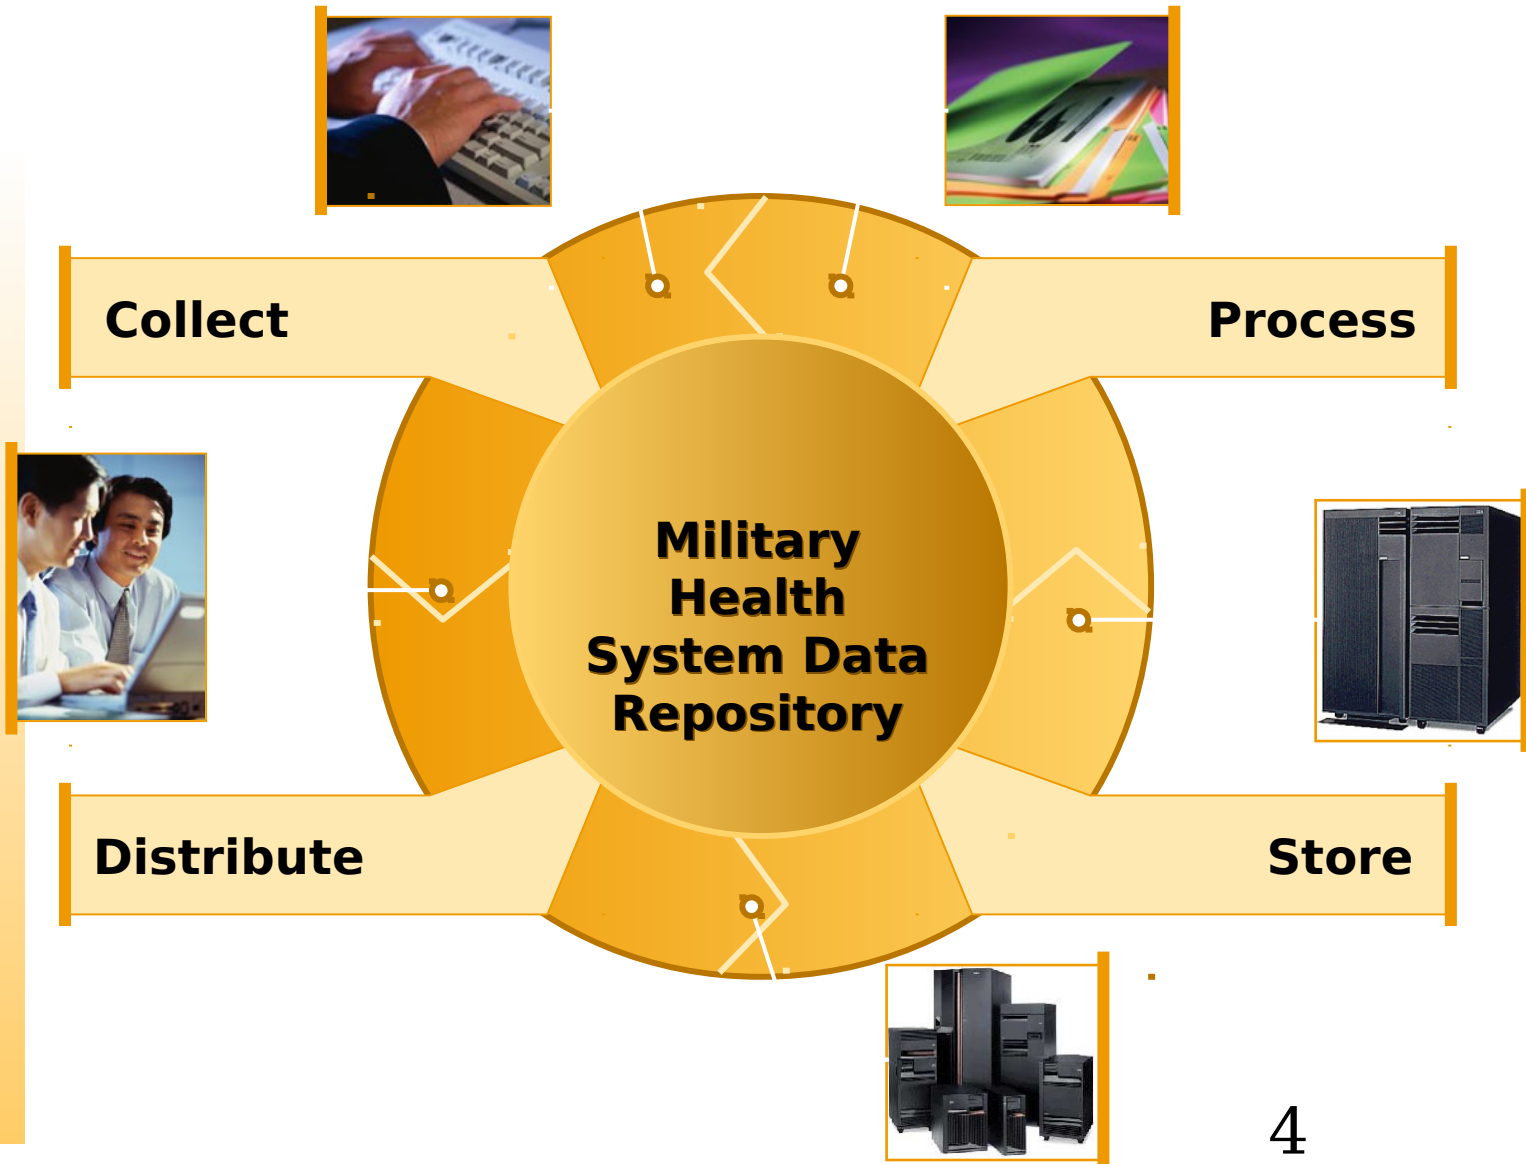 Collect
Process
Military
Health
System Data
Repository
Distribute
Store
4